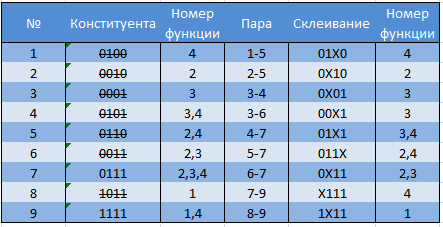 № Конституента Номер функции Пара Склеивание Номер функции
1 0100 4 1-5 01X0 4
2 0010 2 2-5 0X10 2
3 0001 3 3-4 0X01 3
4 0101 3,4 3-6 00X1 3
5 0110 2,4 4-7 01X1 3,4
6 0011 2,3 5-7 011X 2,4
7 0111 2,3,4 6-7 0X11 2,3
8 1011 1 7-9 X111 4
9 1111 1,4 8-9 1X11 1